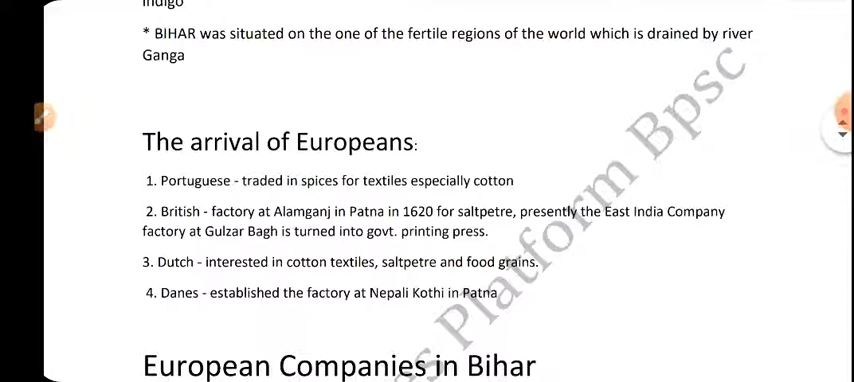 Indigo
* BIHAR was situated on the one of the fertile regions of the world which is drained by river
Ganga
The arrival of Europeans:
1. Portuguese - traded in spices for textiles especially cotton
2. British - factory at Alamganj in Patna in 1620 for saltpetre, presently the East India Company
factory at Gulzar Bagh is turned into govt. printing press.
3. Dutch - interested in cotton textiles, saltpetre and food grains.
4. Danes - established the factory at Nepali Kothi in Patna
European Companies in Bihar
Platform Bpsc